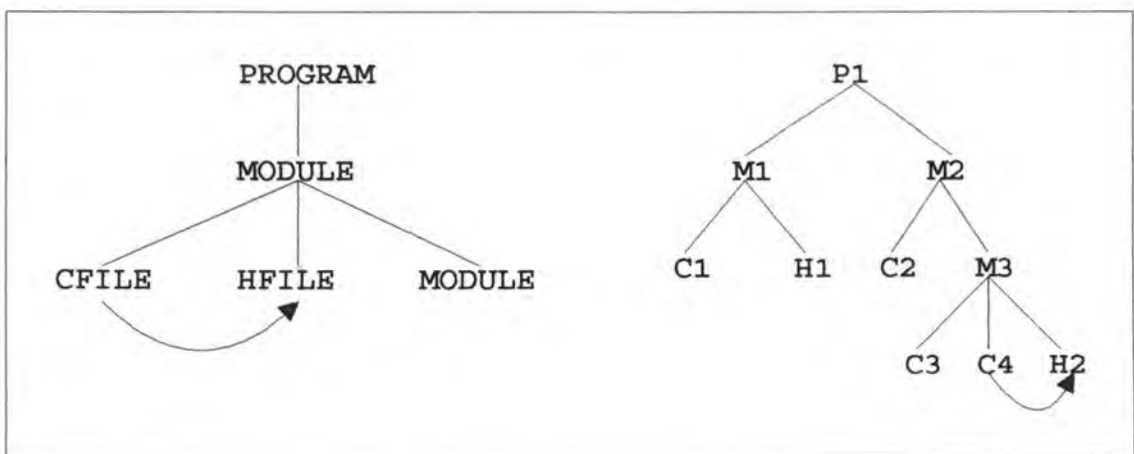 PROGRAM
MODULE
CFILE HFILE MODULE
P1
M1 M2
C1 H1 C2 M3
C3 C4 H2